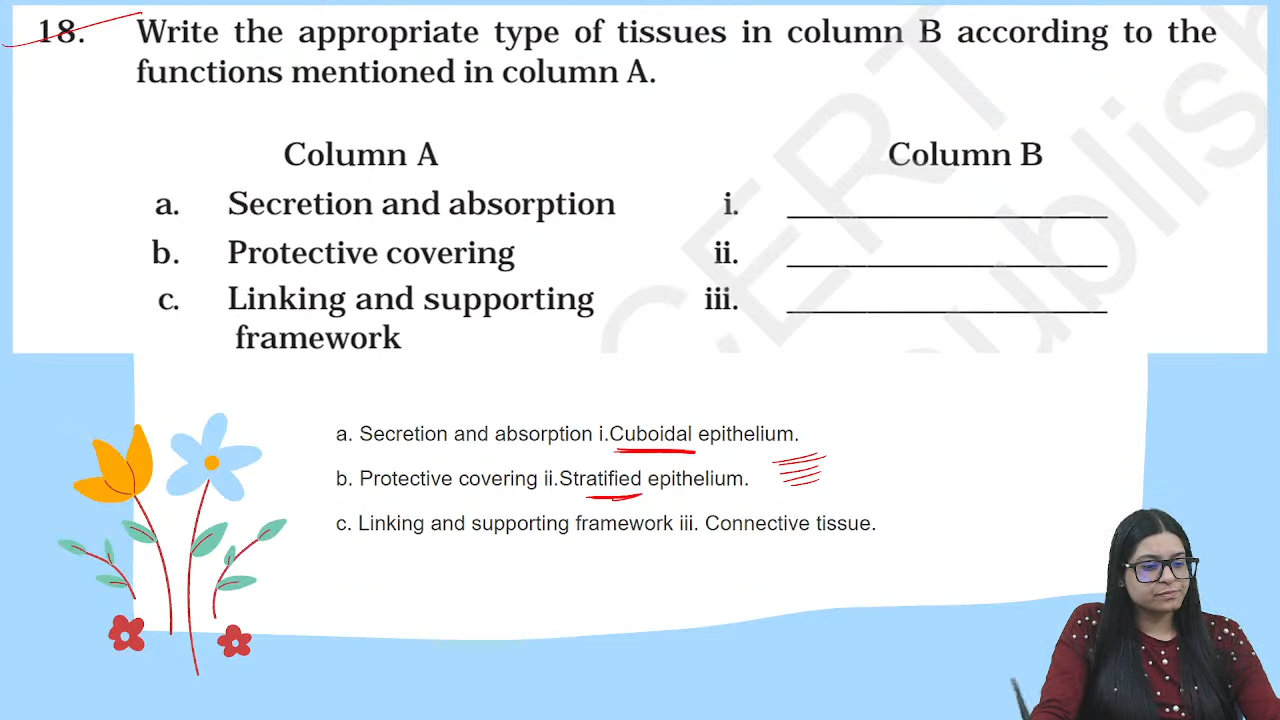 18. Write the appropriate type of tissues in column B according to the
functions mentioned in column A.
Column A Column B
a. Secretion and absorption i. ____________________
b. Protective covering ii. ____________________
c. Linking and supporting iii. ____________________
framework
a. Secretion and absorption i.Cuboidal epithelium.
b. Protective covering ii.Stratified epithelium.
c. Linking and supporting framework iii. Connective tissue.